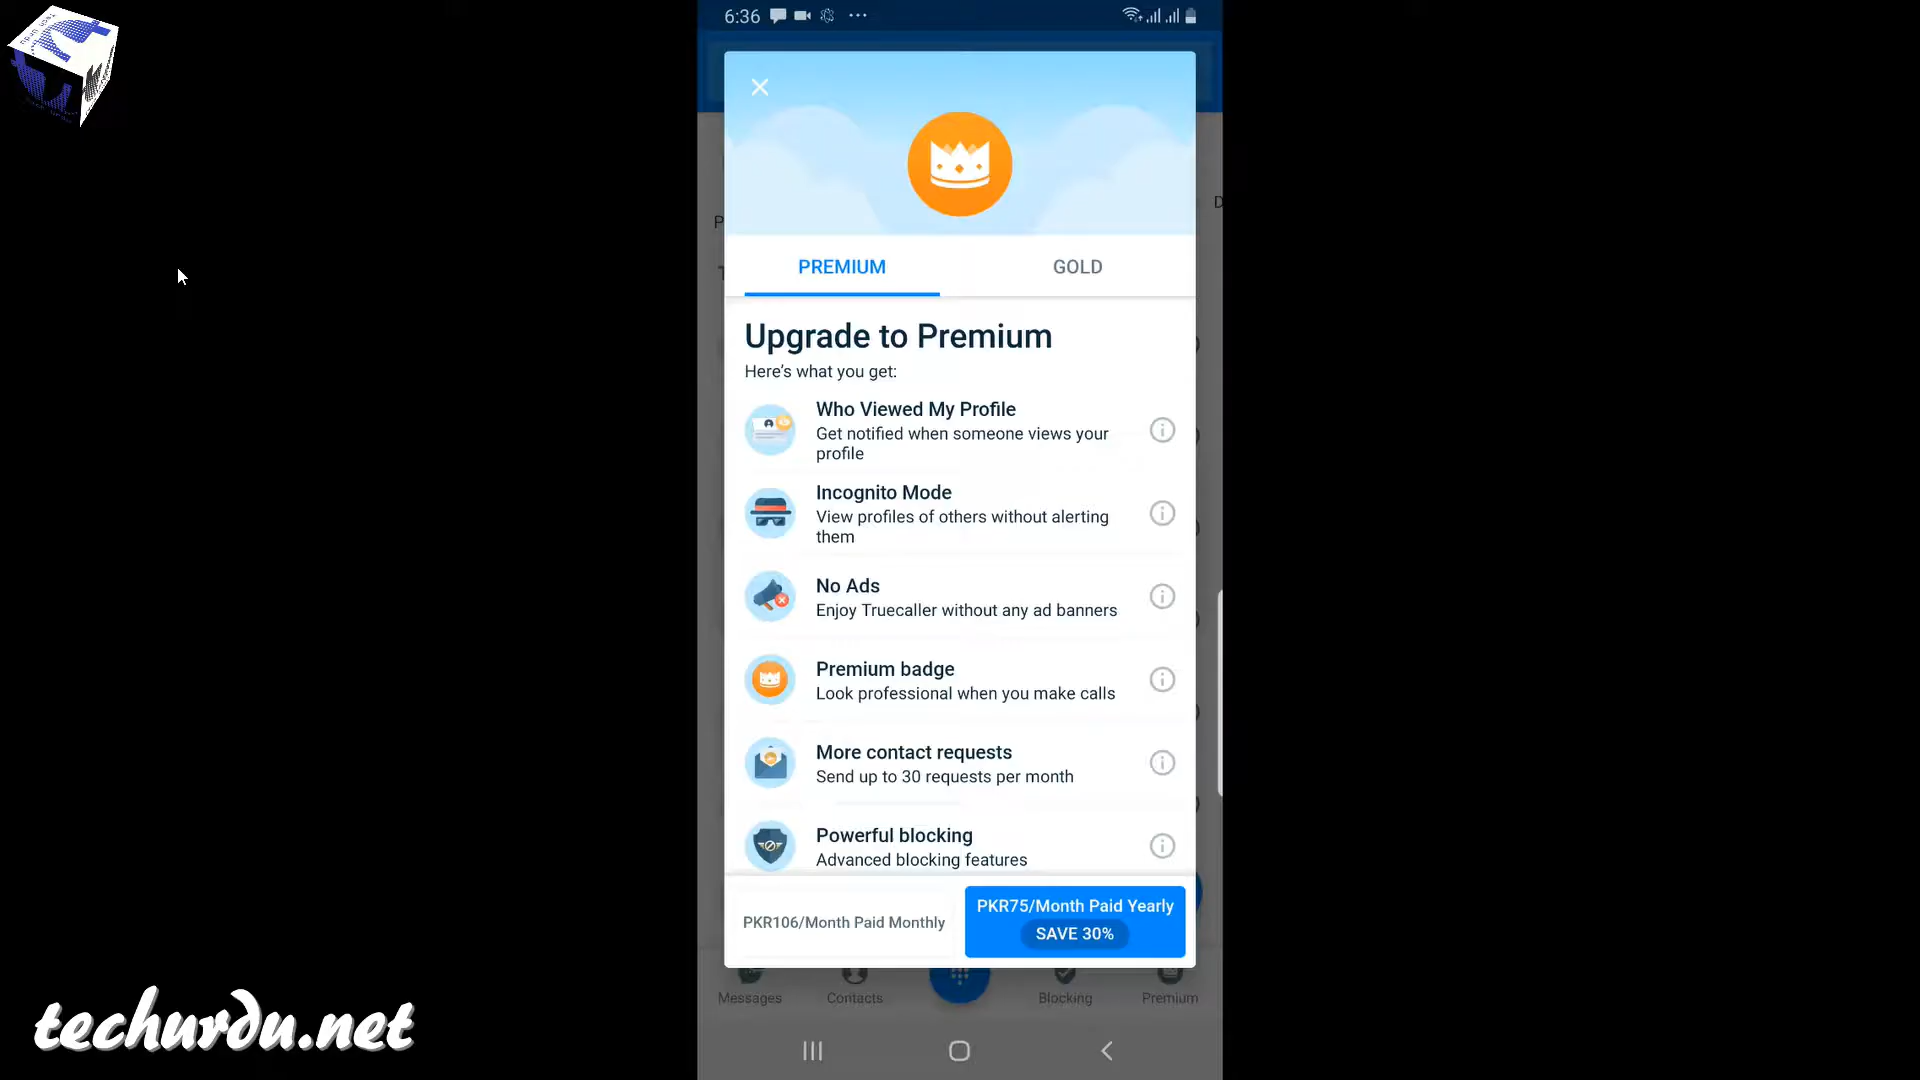 6:36
PREMIUM
GOLD
Upgrade to Premium
Here's what you get:
Who Viewed My Profile
Get notified when someone views your
profile
Incognito Mode
View profiles of others without alerting
them
No Ads
Enjoy Truecaller without any ad banners
Premium badge
Look professional when you make calls
More contact requests
Send up to 30 requests per month
Powerful blocking
Advanced blocking features
PKR106/Month Paid Monthly
PKR75/Month Paid Yearly
SAVE 30%
Messages
Contacts
Blocking
Premium
techurdu.net